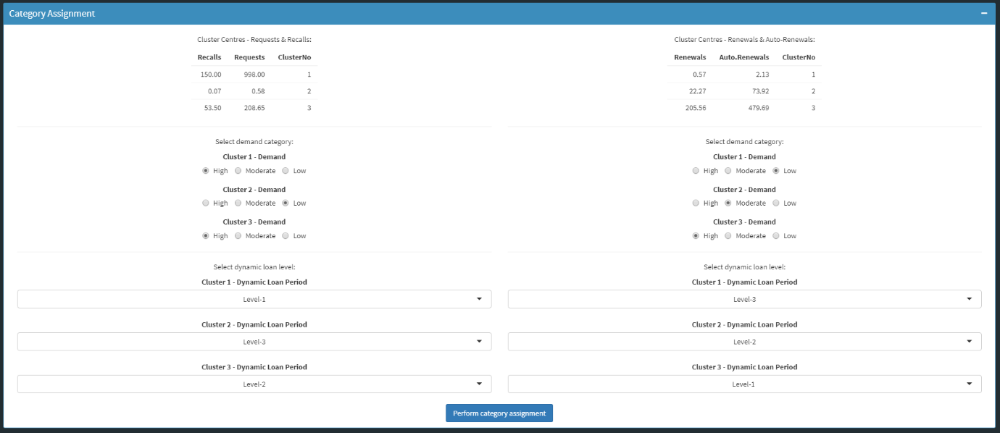 Category Assignment
Cluster Centres - Requests & Recalls:
Recalls Requests ClusterNo
150.00 998.00 1
0.07 0.58 2
53.50 208.65 3
Select demand category:
Cluster 1 - Demand
High Moderate Low
Cluster 2 - Demand
High Moderate Low
Cluster 3 - Demand
High Moderate Low
Select dynamic loan level:
Cluster 1 - Dynamic Loan Period
Level-1
Cluster 2 - Dynamic Loan Period
Level-3
Cluster 3 - Dynamic Loan Period
Level-2
Cluster Centres - Renewals & Auto-Renewals:
Renewals Auto.Renewals ClusterNo
0.57 2.13 1
22.27 73.92 2
205.56 479.69 3
Select demand category:
Cluster 1 - Demand
High Moderate Low
Cluster 2 - Demand
High Moderate Low
Cluster 3 - Demand
High Moderate Low
Select dynamic loan level:
Cluster 1 - Dynamic Loan Period
Level-3
Cluster 2 - Dynamic Loan Period
Level-2
Cluster 3 - Dynamic Loan Period
Level-1
Perform category assignment